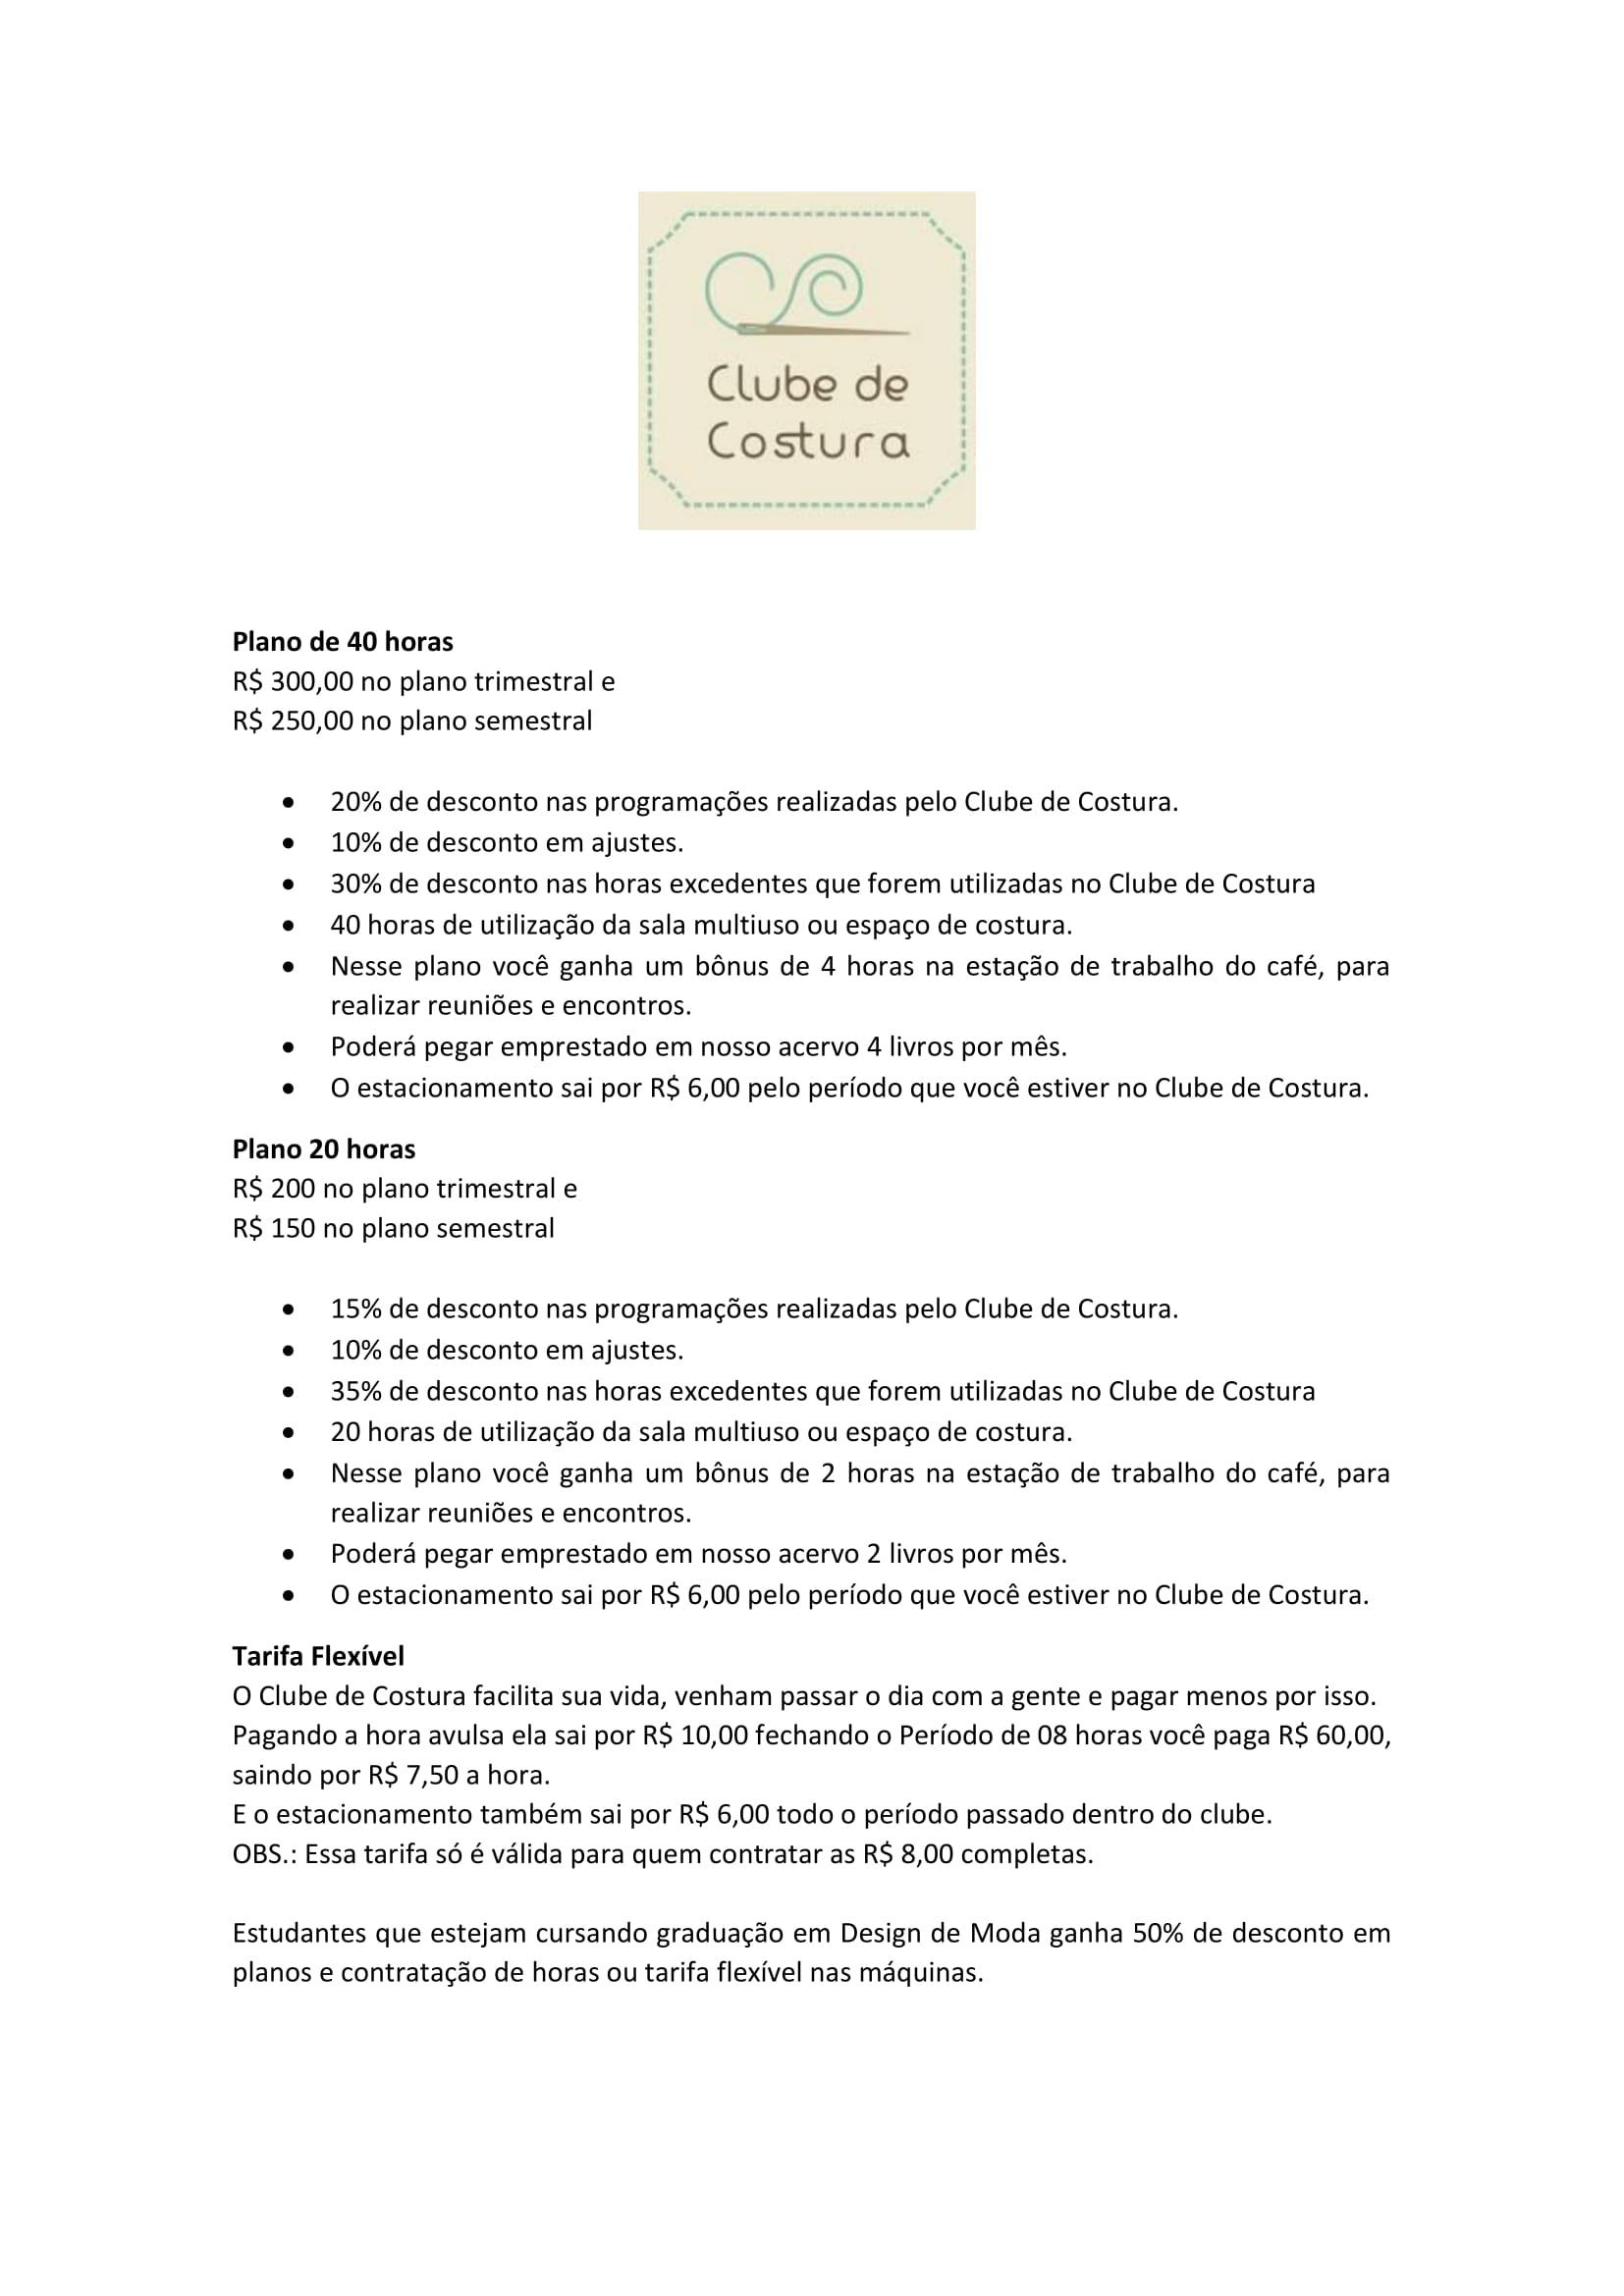 Clube de
Costura
Plano de 40 horas
R$ 300,00 no plano trimestral e
R$ 250,00 no plano semestral
• 20% de desconto nas programações realizadas pelo Clube de Costura.
• 10% de desconto em ajustes.
• 30% de desconto nas horas excedentes que forem utilizadas no Clube de Costura
• 40 horas de utilização da sala multiuso ou espaço de costura.
• Nesse plano você ganha um bônus de 4 horas na estação de trabalho do café, para
realizar reuniões e encontros.
• Poderá pegar emprestado em nosso acervo 4 livros por mês.
• O estacionamento sai por R$ 6,00 pelo período que você estiver no Clube de Costura.
Plano 20 horas
R$ 200 no plano trimestral e
R$ 150 no plano semestral
• 15% de desconto nas programações realizadas pelo Clube de Costura.
• 10% de desconto em ajustes.
• 35% de desconto nas horas excedentes que forem utilizadas no Clube de Costura
• 20 horas de utilização da sala multiuso ou espaço de costura.
• Nesse plano você ganha um bônus de 2 horas na estação de trabalho do café, para
realizar reuniões e encontros.
• Poderá pegar emprestado em nosso acervo 2 livros por mês.
• O estacionamento sai por R$ 6,00 pelo período que você estiver no Clube de Costura.
Tarifa Flexível
O Clube de Costura facilita sua vida, venham passar o dia com a gente e pagar menos por isso.
Pagando a hora avulsa ela sai por R$ 10,00 fechando o Período de 08 horas você paga R$ 60,00,
saindo por R$ 7,50 a hora.
E o estacionamento também sai por R$ 6,00 todo o período passado dentro do clube.
OBS.: Essa tarifa só é válida para quem contratar as R$ 8,00 completas.
Estudantes que estejam cursando graduação em Design de Moda ganha 50% de desconto em
planos e contratação de horas ou tarifa flexível nas máquinas.